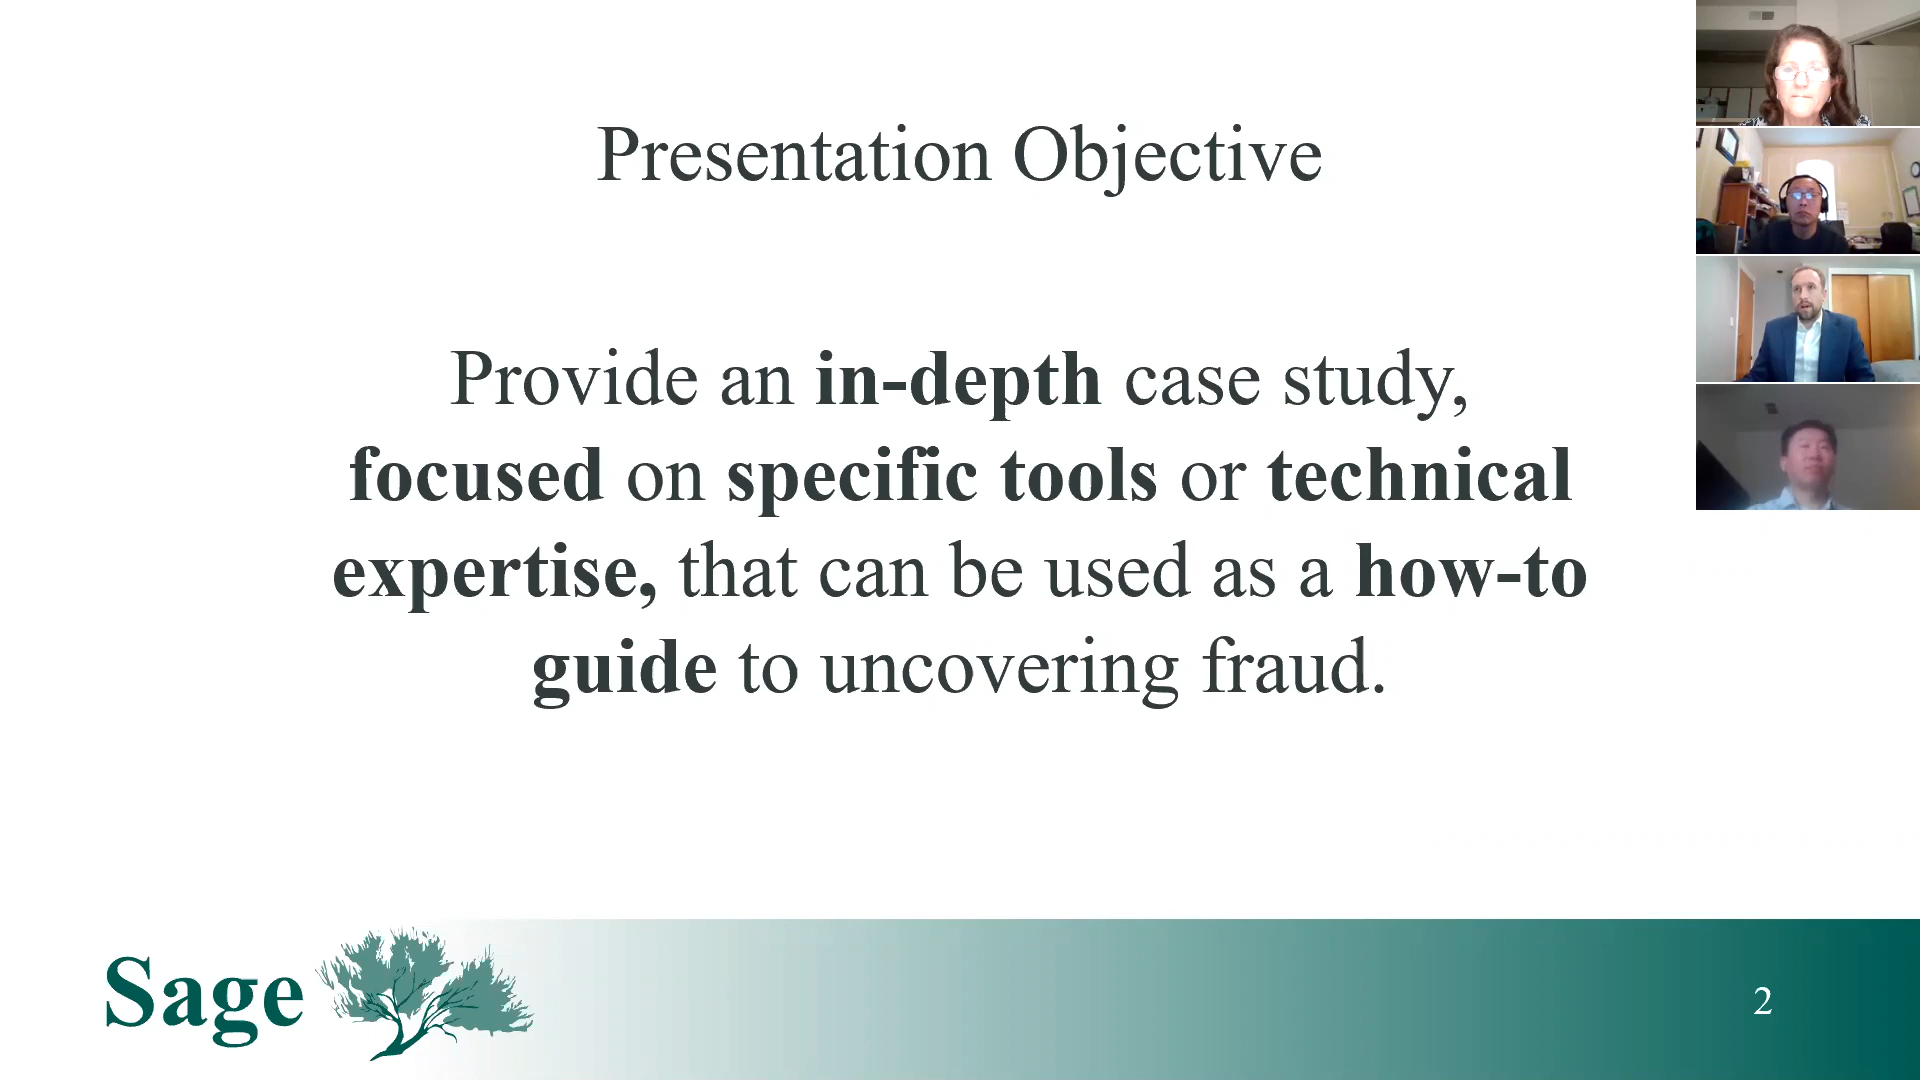 Presentation Objective
Provide an in-depth case study,
focused on specific tools or technical
expertise, that can be used as a how-to
guide to uncovering fraud.
Sage
2